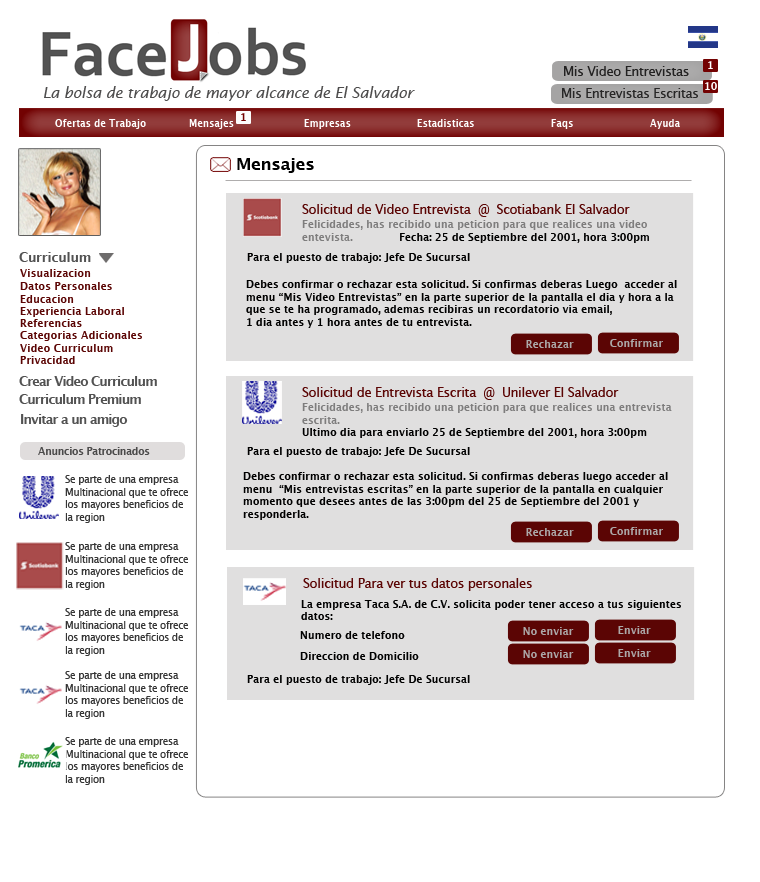 FaceJobs
La bolsa de trabajo de mayor alcance de El Salvador
Mis Video Entrevistas 1
Mis Entrevistas Escritas 10
Ofertas de Trabajo Mensajes 1 Empresas Estadisticas Faqs Ayuda
Curriculum
Visualizacion
Datos Personales
Educacion
Experiencia Laboral
Referencias
Categorias Adicionales
Video Curriculum
Privacidad
Crear Video Curriculum
Curriculum Premium
Invitar a un amigo
Anuncios Patrocinados
Unilever
Se parte de una empresa
Multinacional que te ofrece
los mayores beneficios de
la region
Scotiabank
Se parte de una empresa
Multinacional que te ofrece
los mayores beneficios de
la region
TACA
Se parte de una empresa
Multinacional que te ofrece
los mayores beneficios de
la region
TACA
Se parte de una empresa
Multinacional que te ofrece
los mayores beneficios de
la region
Banco
Promerica
Se parte de una empresa
Multinacional que te ofrece
los mayores beneficios de
la region
Mensajes
Scotiabank
Solicitud de Video Entrevista @ Scotiabank El Salvador
Felicidades, has recibido una peticion para que realices una video
entevista. Fecha: 25 de Septiembre del 2001, hora 3:00pm
Para el puesto de trabajo: Jefe De Sucursal
Debes confirmar o rechazar esta solicitud. Si confirmas deberas Luego acceder al
menu “Mis Video Entrevistas” en la parte superior de la pantalla el dia y hora a la
que se te ha programado, ademas recibiras un recordatorio via email,
1 dia antes y 1 hora antes de tu entrevista.
Rechazar Confirmar
Unilever
Solicitud de Entrevista Escrita @ Unilever El Salvador
Felicidades, has recibido una peticion para que realices una entrevista
escrita.
Ultimo dia para enviarlo 25 de Septiembre del 2001, hora 3:00pm
Para el puesto de trabajo: Jefe De Sucursal
Debes confirmar o rechazar esta solicitud. Si confirmas deberas luego acceder al
menu “Mis entrevistas escritas” en la parte superior de la pantalla en cualquier
momento que desees antes de las 3:00pm del 25 de Septiembre del 2001 y
responderla.
Rechazar Confirmar
TACA
Solicitud Para ver tus datos personales
La empresa Taca S.A. de C.V. solicita poder tener acceso a tus siguientes
datos:
Numero de telefono No enviar Enviar
Direccion de Domicilio No enviar Enviar
Para el puesto de trabajo: Jefe De Sucursal